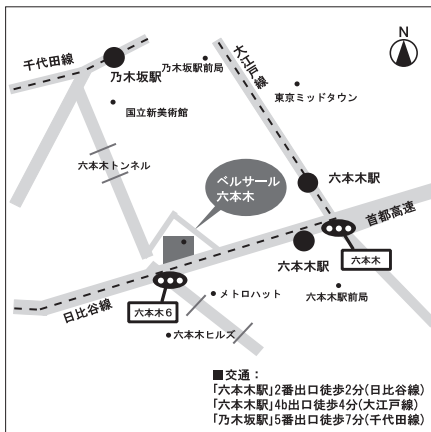 N
千代田線
乃木坂駅
乃木坂駅前局
大江戸線
東京ミッドタウン
国立新美術館
六本木トンネル
ベルサール
六本木
六本木駅
首都高速
六本木駅
六本木
日比谷線
六本木6
メトロハット
六本木駅前局
六本木ヒルズ
■交通：
｢六本木駅｣2番出口徒歩2分(日比谷線)
｢六本木駅｣4b出口徒歩4分(大江戸線)
｢乃木坂駅｣5番出口徒歩7分(千代田線)